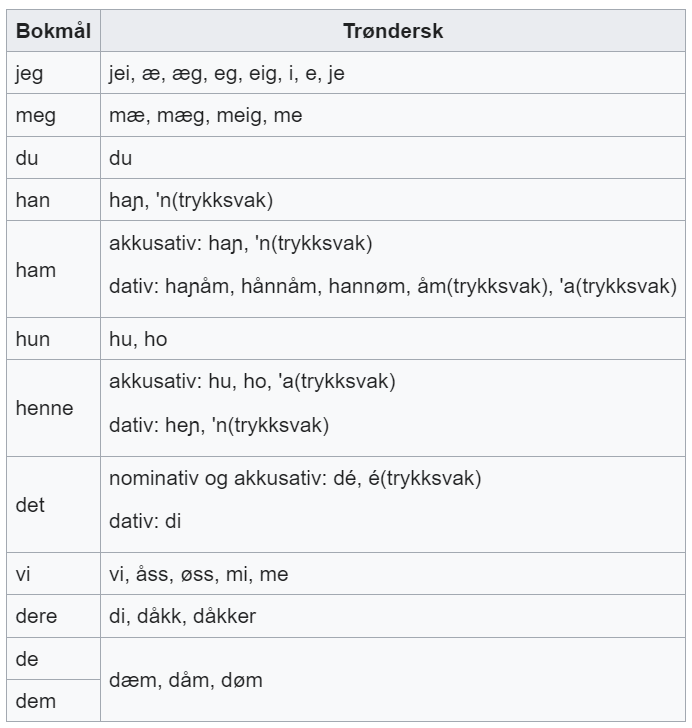 Bokmål Trøndersk
jeg jei, æ, æg, eg, eig, i, e, je
meg mæ, mæg, meig, me
du du
han haɲ, 'n(trykksvak)
ham
akkusativ: haɲ, 'n(trykksvak)
dativ: haɲåm, hånnåm, hannøm, åm(trykksvak), 'a(trykksvak)
hun hu, ho
henne
akkusativ: hu, ho, 'a(trykksvak)
dativ: heɲ, 'n(trykksvak)
det
nominativ og akkusativ: dé, é(trykksvak)
dativ: di
vi vi, åss, øss, mi, me
dere di, dåkk, dåkker
de
dem
dæm, dåm, døm